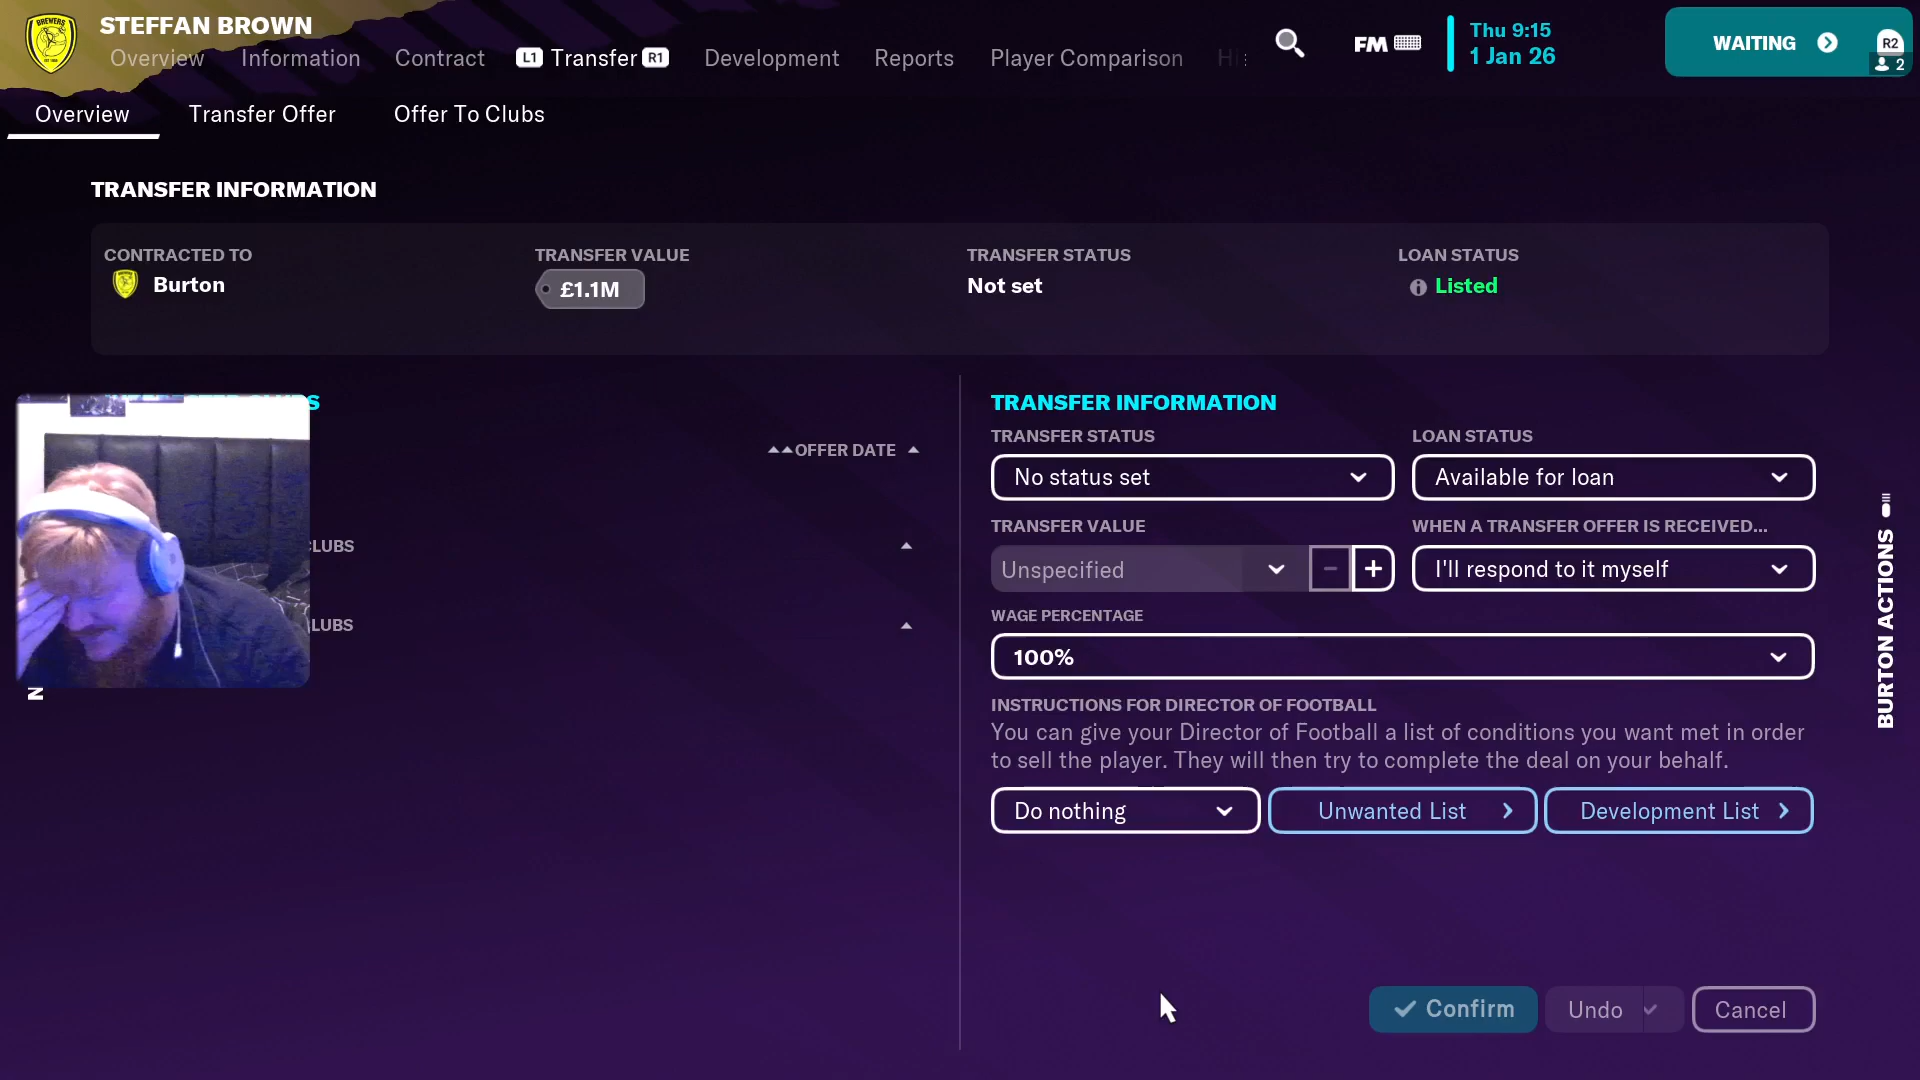 STEFFAN BROWN
Overview Information Contract L1 Transfer R1 Development Reports Player Comparison
FM
Thu 9:15
1 Jan 26
WAITING
R2
2
Overview Transfer Offer Offer To Clubs
TRANSFER INFORMATION
CONTRACTED TO TRANSFER VALUE TRANSFER STATUS LOAN STATUS
Burton £1.1M Not set Listed
TRANSFER INFORMATION
OFFER DATE
CLUBS
LUBS
N
TRANSFER STATUS LOAN STATUS
No status set Available for loan
TRANSFER VALUE WHEN A TRANSFER OFFER IS RECEIVED...
Unspecified - + I'll respond to it myself
WAGE PERCENTAGE
100%
INSTRUCTIONS FOR DIRECTOR OF FOOTBALL
You can give your Director of Football a list of conditions you want met in order
to sell the player. They will then try to complete the deal on your behalf.
Do nothing Unwanted List Development List
Confirm Undo Cancel
BURTON ACTIONS